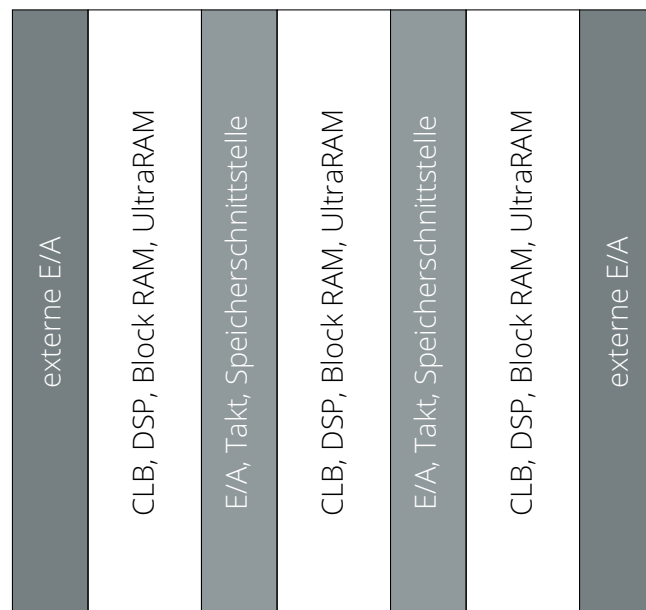 externe E/A
CLB, DSP, Block RAM, UltraRAM
E/A, Takt, Speicherschnittstelle
CLB, DSP, Block RAM, UltraRAM
E/A, Takt, Speicherschnittstelle
CLB, DSP, Block RAM, UltraRAM
externe E/A